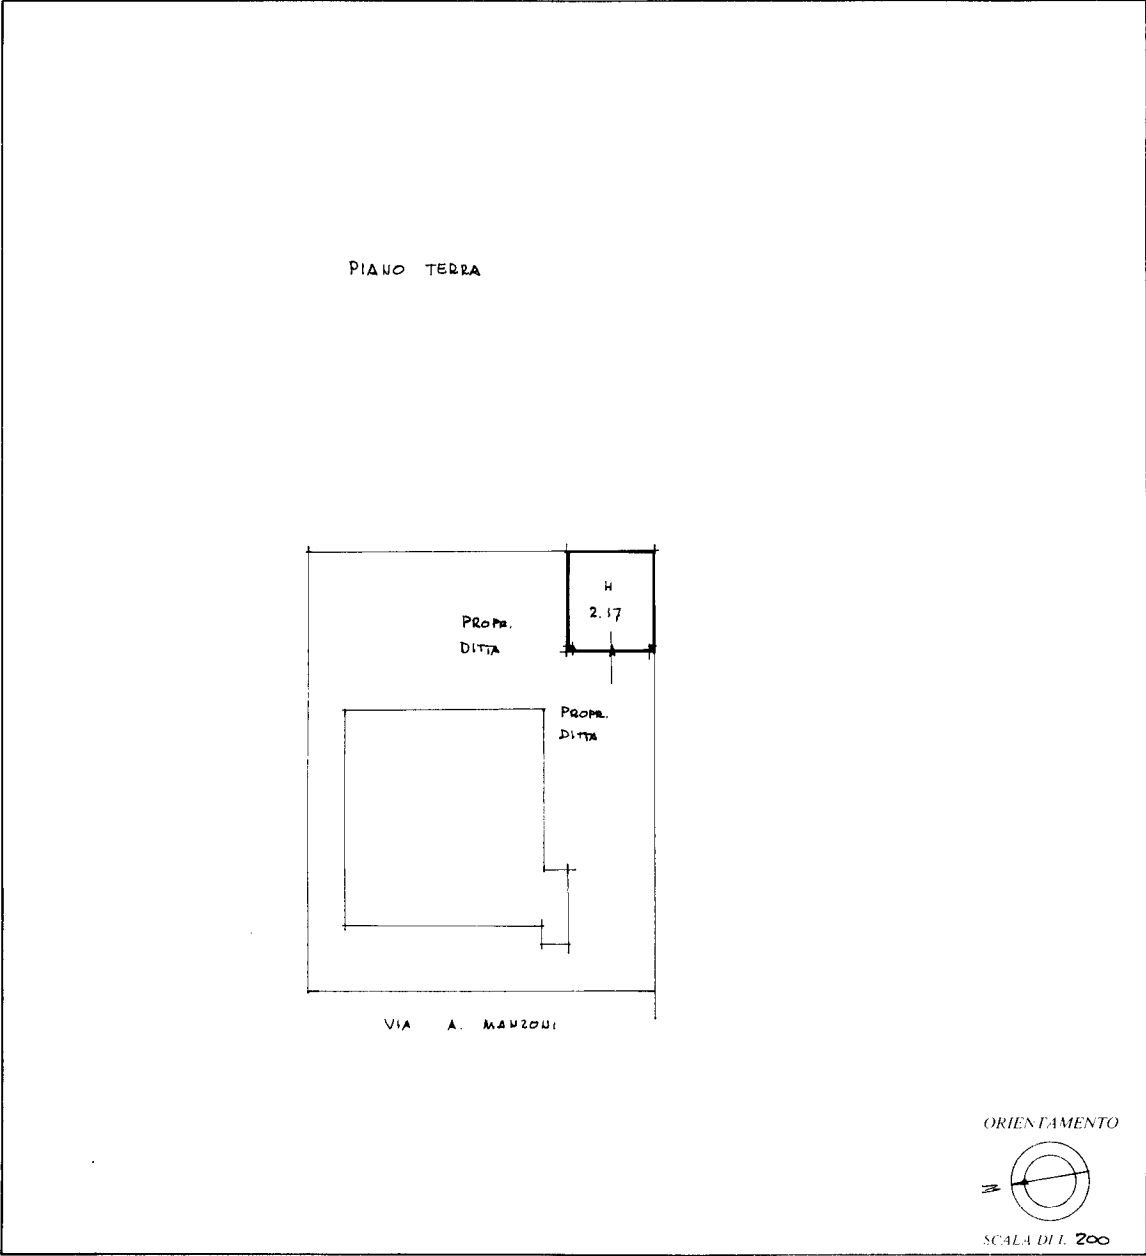 PIANO TERRA
H
2.17
PROPR.
DITTA
PROPR.
DITTA
VIA A. MANZONI
ORIENTAMENTO
N
SCALA DI 1. 200